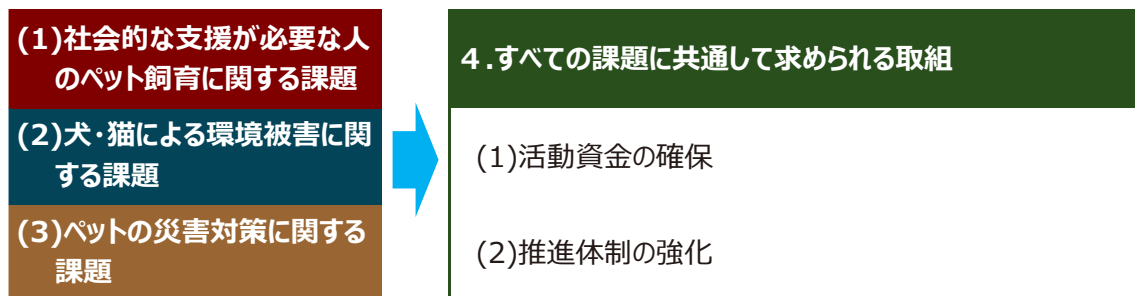 (1)社会的な支援が必要な人
のペット飼育に関する課題
(2)犬・猫による環境被害に関
する課題
(3)ペットの災害対策に関する
課題
４.すべての課題に共通して求められる取組
(1)活動資金の確保
(2)推進体制の強化